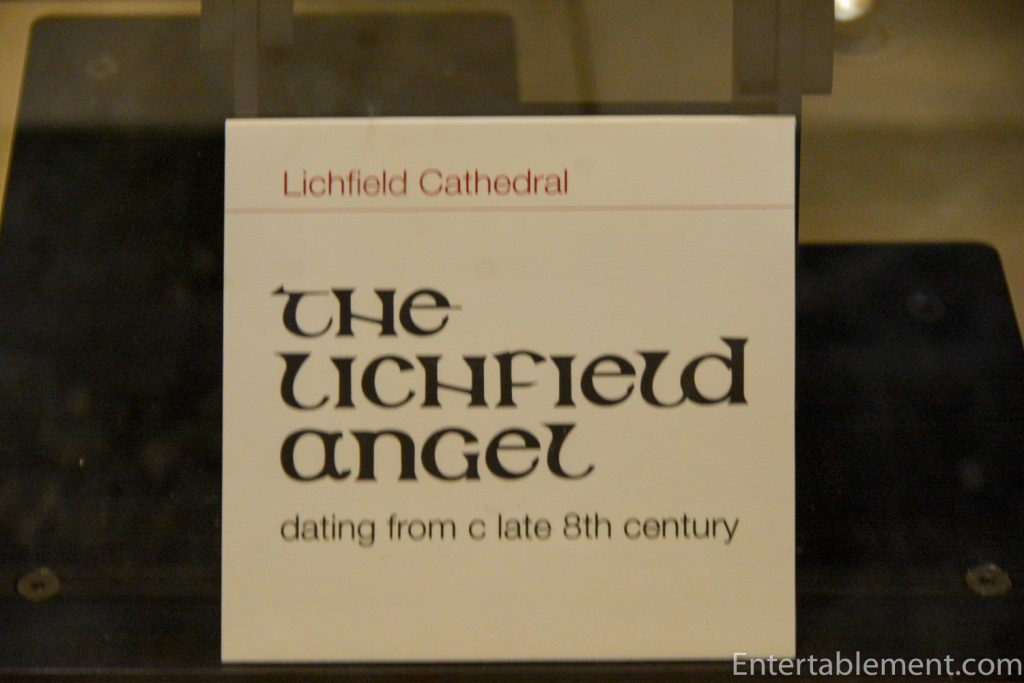 Lichfield Cathedral
the
lichfield
angel
dating from c late 8th century
Entertablement.com